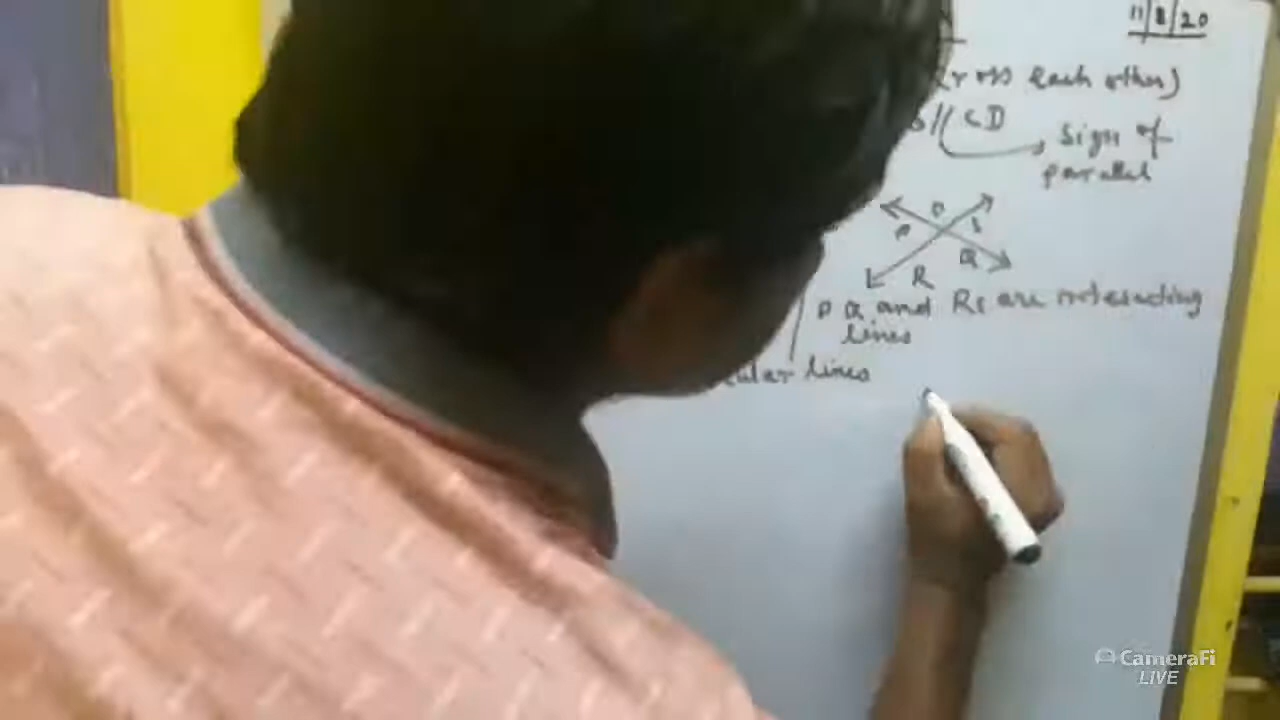 11/8/20
Cross Each other)
B // CD
Sign of
parallel
P O S
R Q
PQ and RS are intersecting
lines
cular lines
CameraFi
LIVE